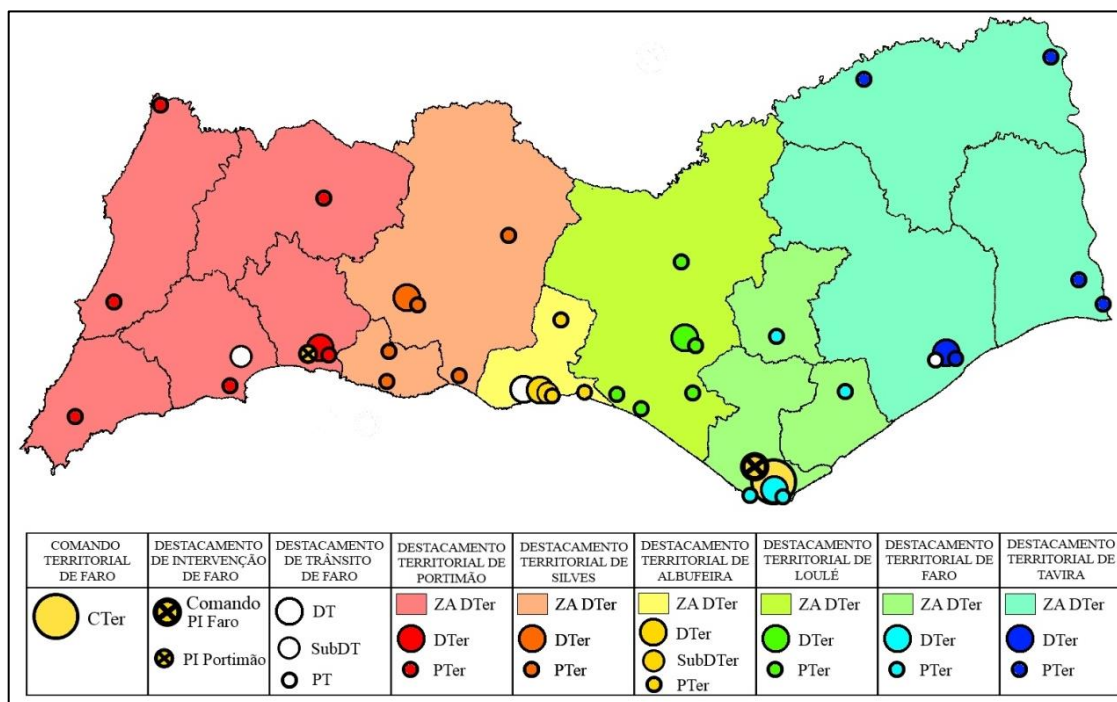 COMANDO
TERRITORIAL
DE FARO
CTer
DESTACAMENTO
DE INTERVENÇÃO
DE FARO
Comando
PI Faro
PI Portimão
DESTACAMENTO
DE TRÂNSITO
DE FARO
DT
SubDT
PT
DESTACAMENTO
TERRITORIAL DE
PORTIMÃO
ZA DTer
DTer
PTer
DESTACAMENTO
TERRITORIAL DE
SILVES
ZA DTer
DTer
PTer
DESTACAMENTO
TERRITORIAL DE
ALBUFEIRA
ZA DTer
DTer
SubDTer
PTer
DESTACAMENTO
TERRITORIAL DE
LOULÉ
ZA DTer
DTer
PTer
DESTACAMENTO
TERRITORIAL DE
FARO
ZA DTer
DTer
PTer
DESTACAMENTO
TERRITORIAL DE
TAVIRA
ZA DTer
DTer
PTer